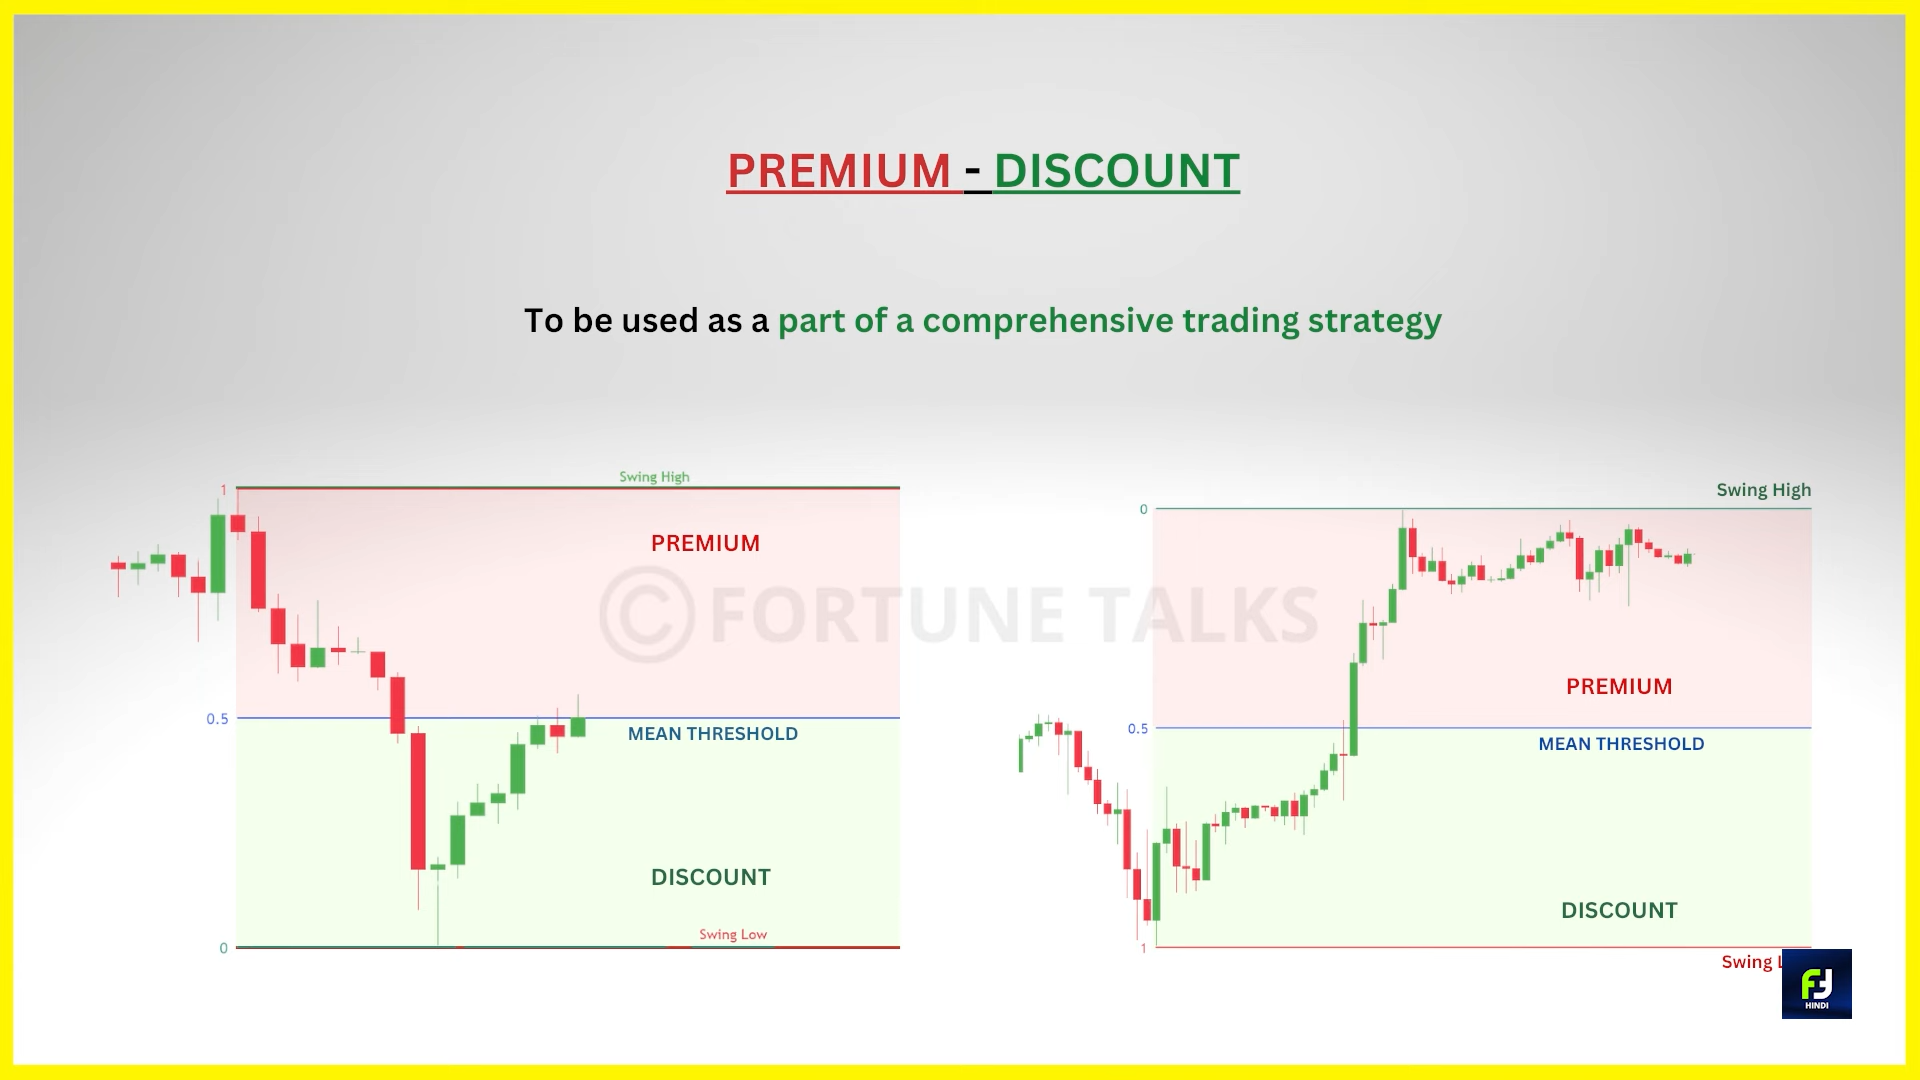 PREMIUM - DISCOUNT
To be used as a part of a comprehensive trading strategy
Swing High
1
PREMIUM
0.5
MEAN THRESHOLD
DISCOUNT
Swing Low
0
©FORTUNE TALKS
Swing High
0
PREMIUM
0.5
MEAN THRESHOLD
DISCOUNT
1
Swing
HINDI